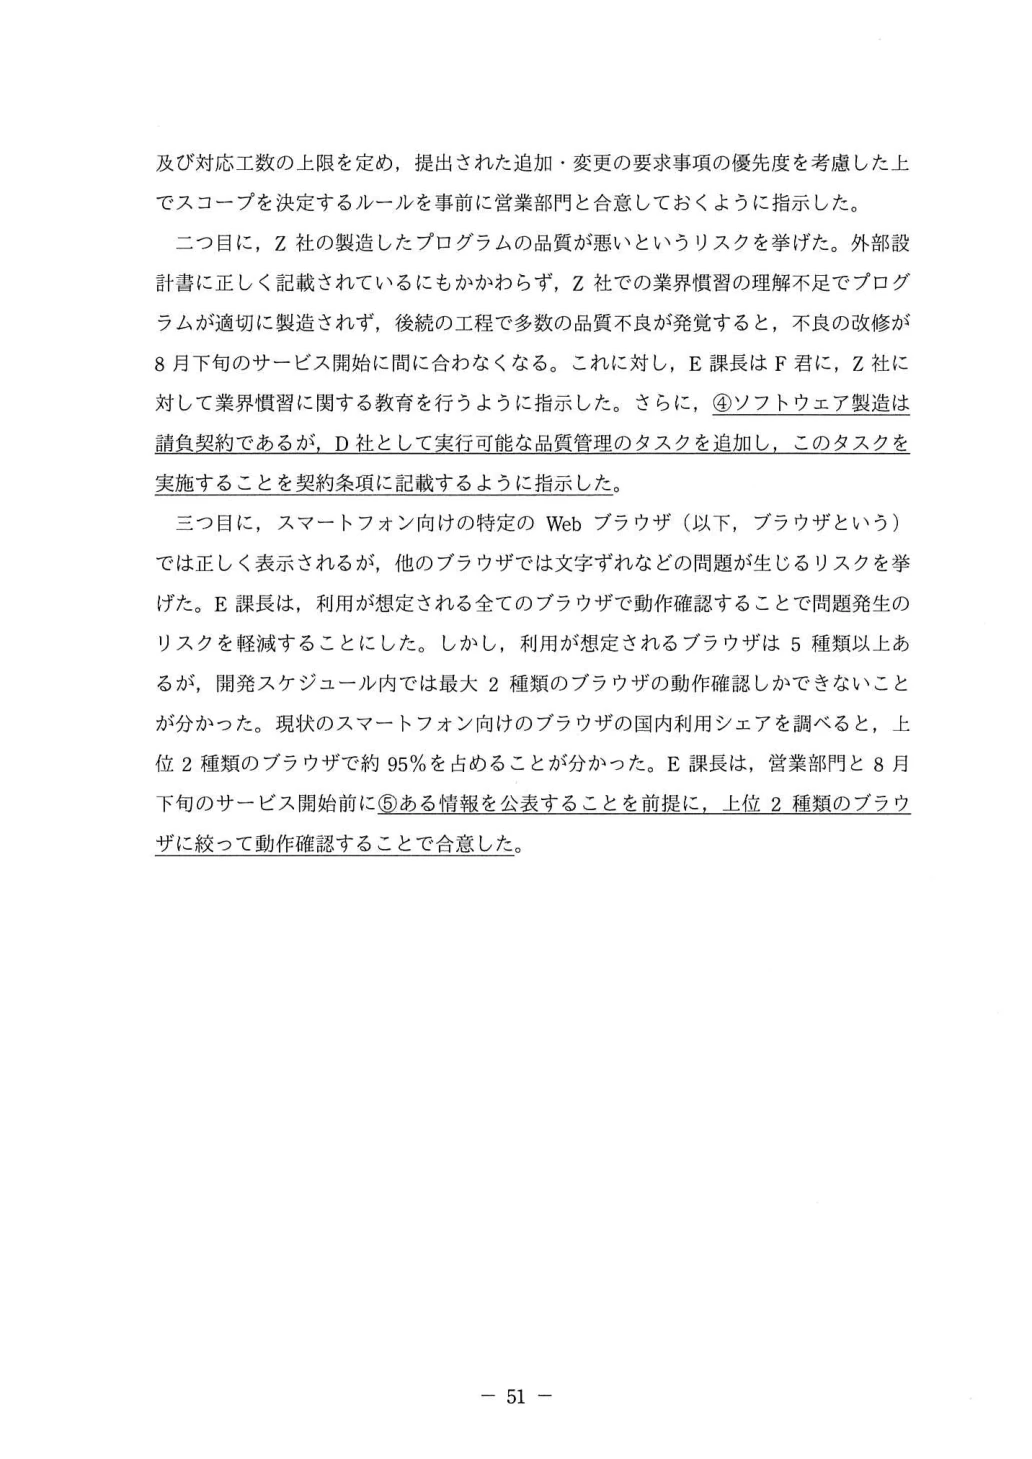 及び対応工数の上限を定め，提出された追加・変更の要求事項の優先度を考慮した上
でスコープを決定するルールを事前に営業部門と合意しておくように指示した。
二つ目に，Z 社の製造したプログラムの品質が悪いというリスクを挙げた。外部設
計書に正しく記載されているにもかかわらず，Z 社での業界慣習の理解不足でプログ
ラムが適切に製造されず，後続の工程で多数の品質不良が発覚すると，不良の改修が
8 月下旬のサービス開始に間に合わなくなる。これに対し，E 課長は F 君に，Z 社に
対して業界慣習に関する教育を行うように指示した。さらに，④ソフトウェア製造は
請負契約であるが，D 社として実行可能な品質管理のタスクを追加し，このタスクを
実施することを契約条項に記載するように指示した。
三つ目に，スマートフォン向けの特定の Web ブラウザ（以下，ブラウザという）
では正しく表示されるが，他のブラウザでは文字ずれなどの問題が生じるリスクを挙
げた。E 課長は，利用が想定される全てのブラウザで動作確認することで問題発生の
リスクを軽減することにした。しかし，利用が想定されるブラウザは 5 種類以上あ
るが，開発スケジュール内では最大 2 種類のブラウザの動作確認しかできないこと
が分かった。現状のスマートフォン向けのブラウザの国内利用シェアを調べると，上
位 2 種類のブラウザで約 95%を占めることが分かった。E 課長は，営業部門と 8 月
下旬のサービス開始前に⑤ある情報を公表することを前提に，上位 2 種類のブラウ
ザに絞って動作確認することで合意した。
－ 51 －